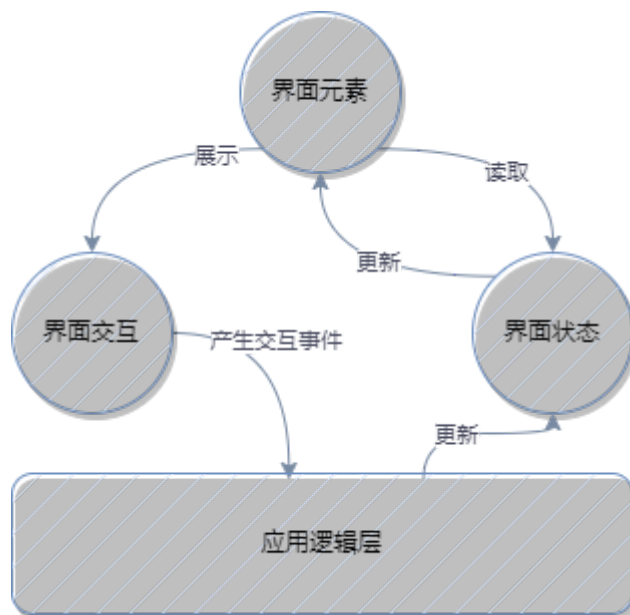 界面元素
展示
读取
更新
界面交互
产生交互事件
界面状态
更新
应用逻辑层